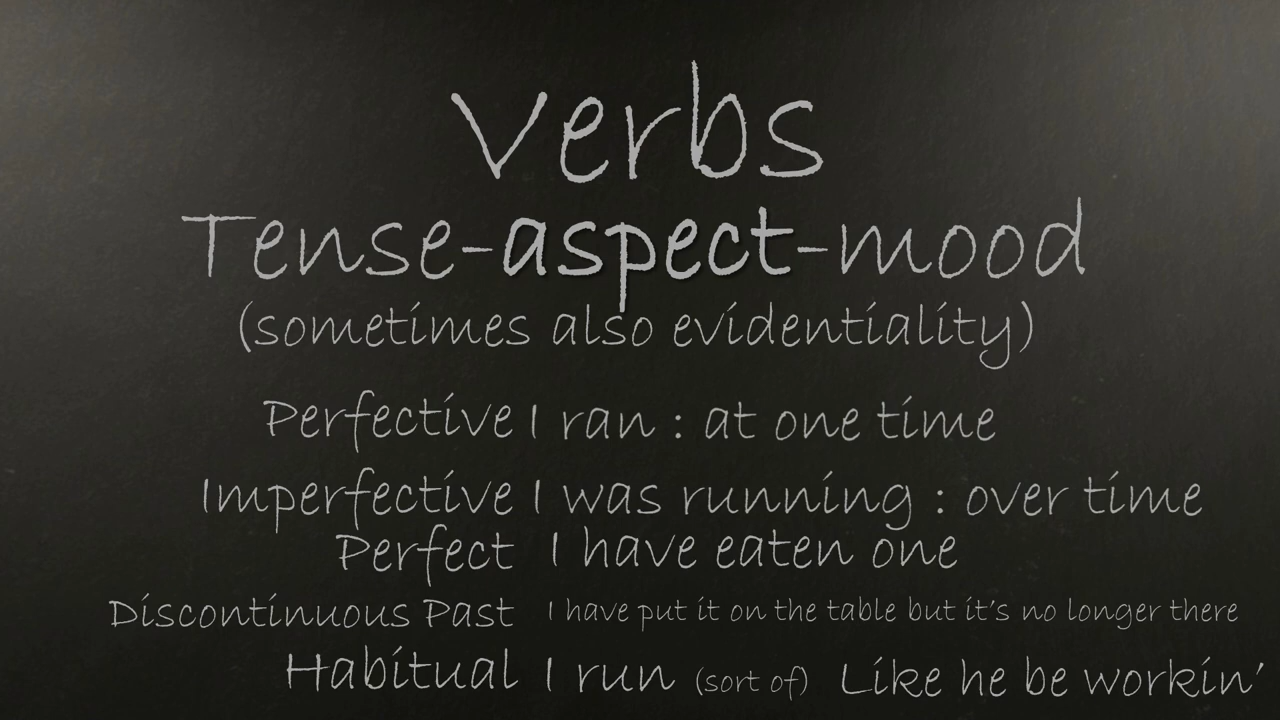 Verbs
Tense-aspect-mood
(sometimes also evidentiality)
Perfective I ran : at one time
Imperfective I was running : over time
Perfect I have eaten one
Discontinuous Past I have put it on the table but it's no longer there
Habitual I run (sort of) Like he be workin'